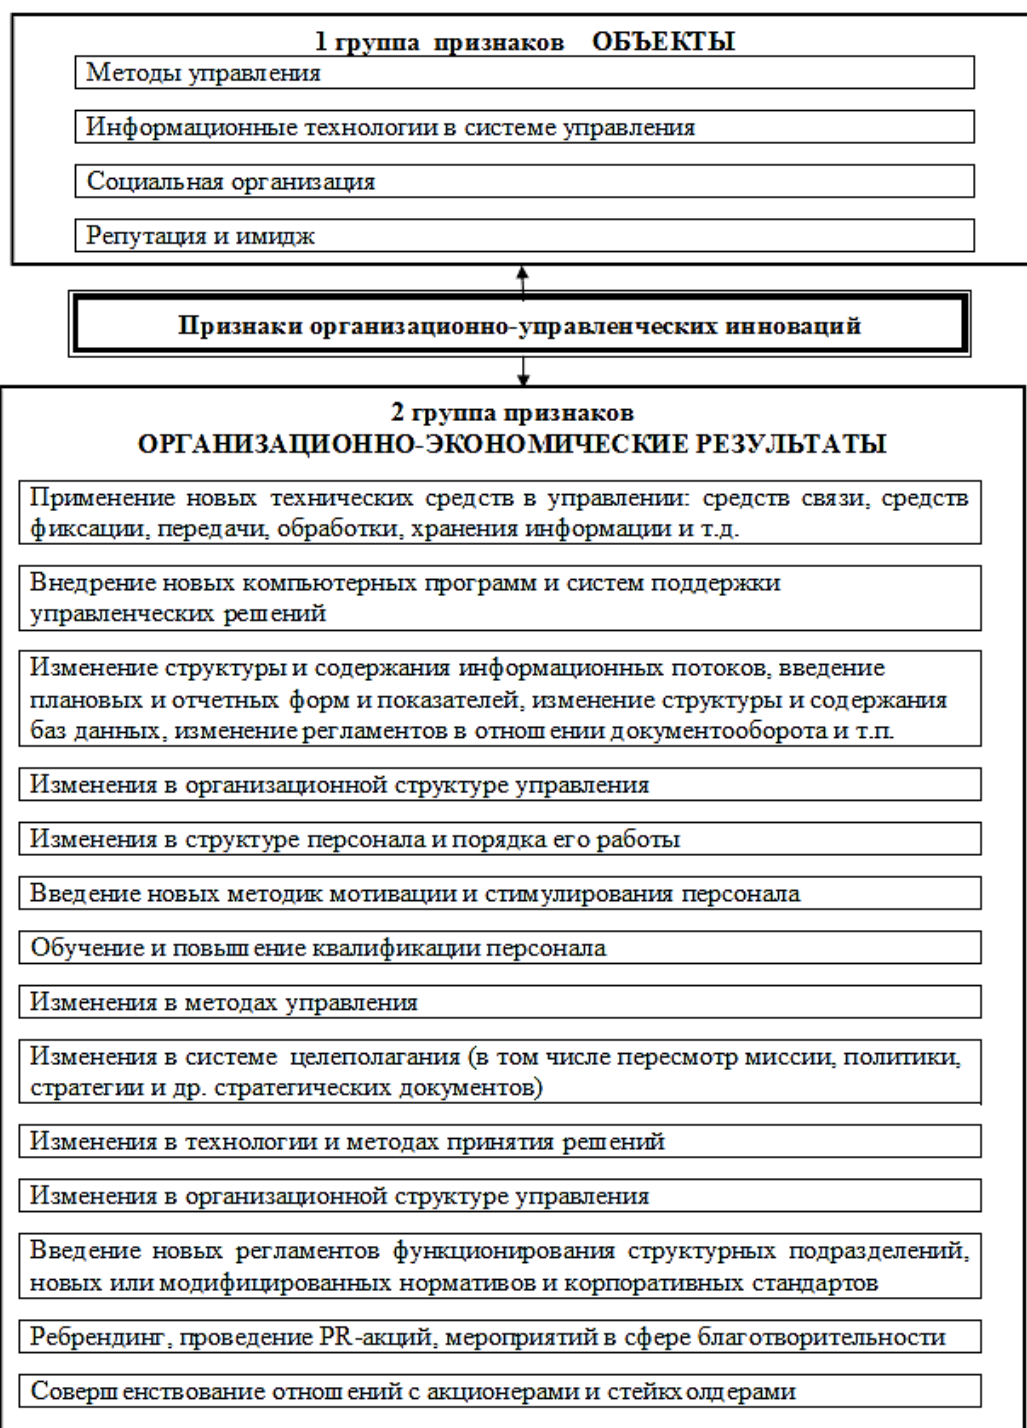 1 группа признаков ОБЪЕКТЫ
Методы управления
Информационные технологии в системе управления
Социальная организация
Репутация и имидж
Признаки организационно-управленческих инноваций
2 группа признаков
ОРГАНИЗАЦИОННО-ЭКОНОМИЧЕСКИЕ РЕЗУЛЬТАТЫ
Применение новых технических средств в управлении: средств связи, средств
фиксации, передачи, обработки, хранения информации и т.д.
Внедрение новых компьютерных программ и систем поддержки
управленческих решений
Изменение структуры и содержания информационных потоков, введение
плановых и отчетных форм и показателей, изменение структуры и содержания
баз данных, изменение регламентов в отношении документооборота и т.п.
Изменения в организационной структуре управления
Изменения в структуре персонала и порядка его работы
Введение новых методик мотивации и стимулирования персонала
Обучение и повышение квалификации персонала
Изменения в методах управления
Изменения в системе целеполагания (в том числе пересмотр миссии, политики,
стратегии и др. стратегических документов)
Изменения в технологии и методах принятия решений
Изменения в организационной структуре управления
Введение новых регламентов функционирования структурных подразделений,
новых или модифицированных нормативов и корпоративных стандартов
Ребрендинг, проведение PR-акций, мероприятий в сфере благотворительности
Совершенствование отношений с акционерами и стейкхолдерами